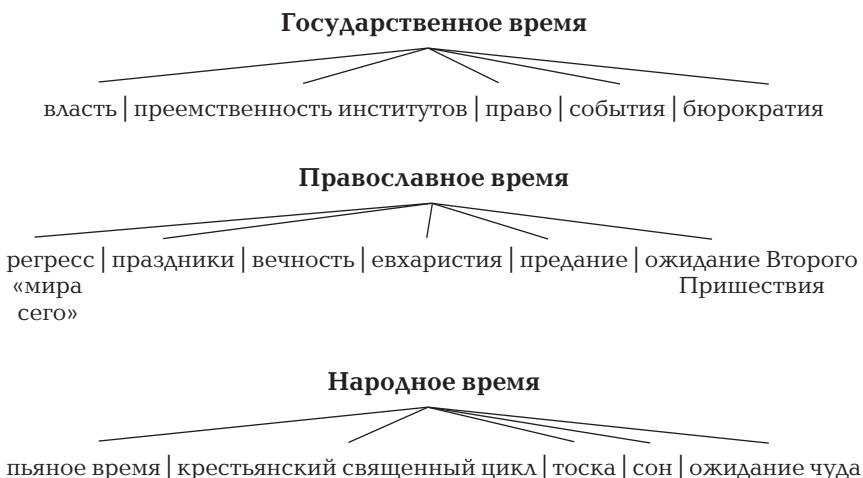 Государственное время
власть | преемственность институтов | право | события | бюрократия
Православное время
регресс | праздники | вечность | евхаристия | предание | ожидание Второго
«мира Пришествия
сего»
Народное время
пьяное время | крестьянский священный цикл | тоска | сон | ожидание чуда